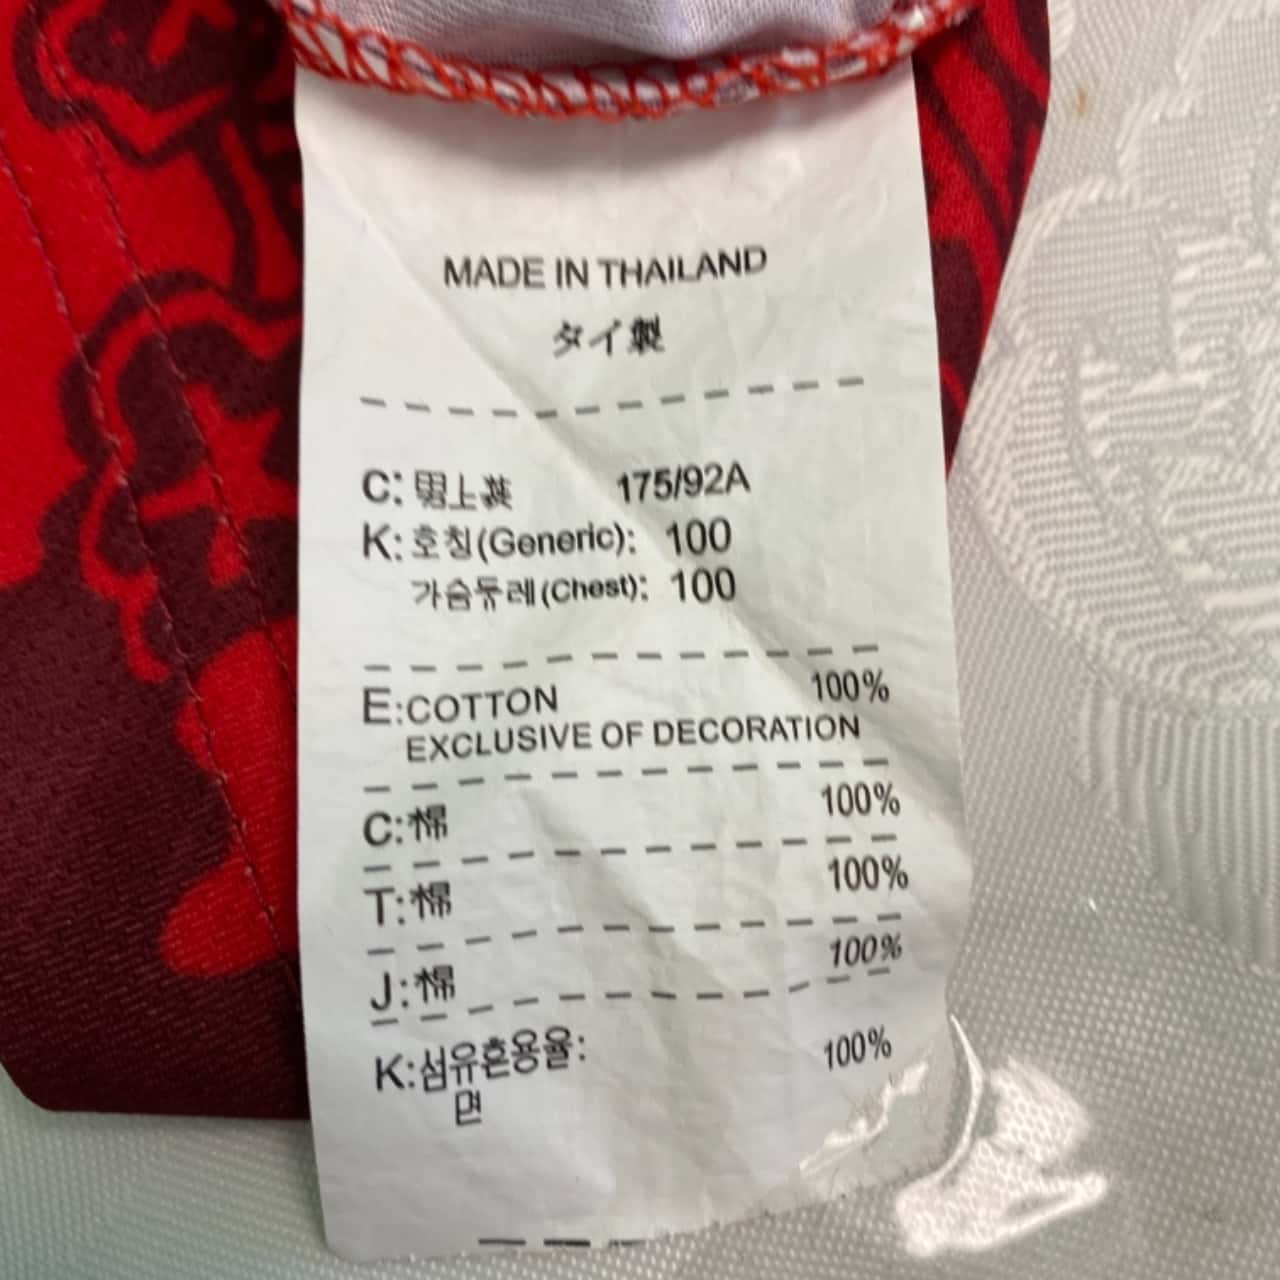 MADE IN THAILAND
タイ製
C: 男上裝 175/92A
K: 호칭(Generic): 100
가슴둘레(Chest): 100
E:COTTON 100%
EXCLUSIVE OF DECORATION
C:棉 100%
T:棉 100%
J:棉 100%
K:섬유혼용율: 100%
면